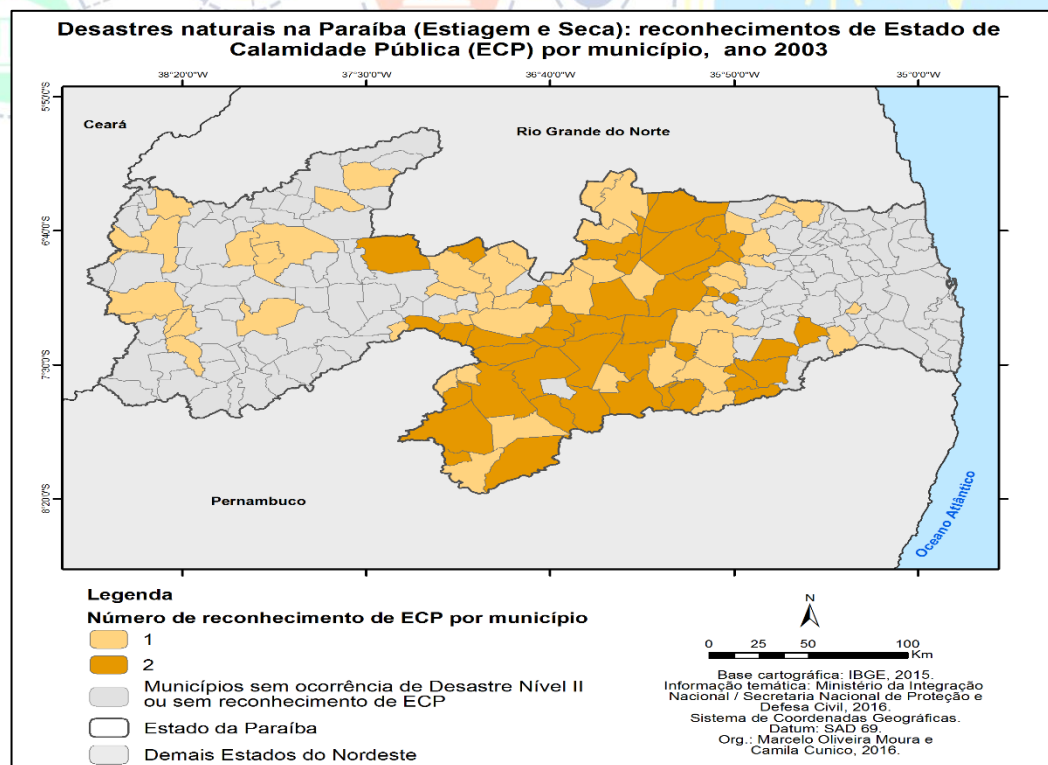 Desastres naturais na Paraíba (Estiagem e Seca): reconhecimentos de Estado de
Calamidade Pública (ECP) por município, ano 2003
38°20'0"W
37°30'0"W
36°40'0"W
35°50'0"W
35°0'0"W
5°50'0"S
6°40'0"S
7°30'0"S
8°20'0"S
Ceará
Rio Grande do Norte
Pernambuco
Oceano Atlântico
Legenda
Número de reconhecimento de ECP por município
1
2
Municípios sem ocorrência de Desastre Nível II
ou sem reconhecimento de ECP
Estado da Paraíba
Demais Estados do Nordeste
N
0 25 50 100
Km
Base cartográfica: IBGE, 2015.
Informação temática: Ministério da Integração
Nacional / Secretaria Nacional de Proteção e
Defesa Civil, 2016.
Sistema de Coordenadas Geográficas.
Datum: SAD 69.
Org.: Marcelo Oliveira Moura e
Camila Cunico, 2016.